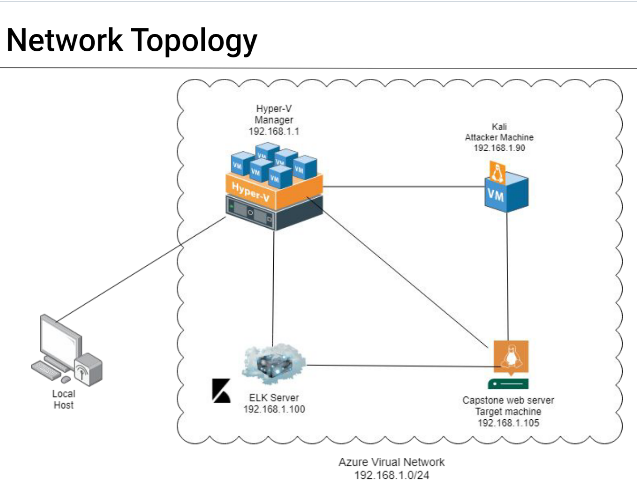 Network Topology
Hyper-V
Manager
192.168.1.1
Kali
Attacker Machine
192.168.1.90
VM
VM
VM
VM
VM
VM
Hyper-V
VM
Local
Host
ELK Server
192.168.1.100
Capstone web server
Target machine
192.168.1.105
Azure Virual Network
192.168.1.0/24